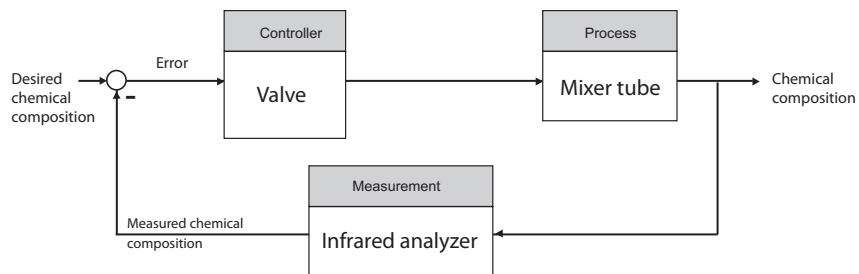 Controller
Process
Error
Desired
chemical
composition
Valve
Mixer tube
Chemical
composition
-
Measurement
Measured chemical
composition
Infrared analyzer